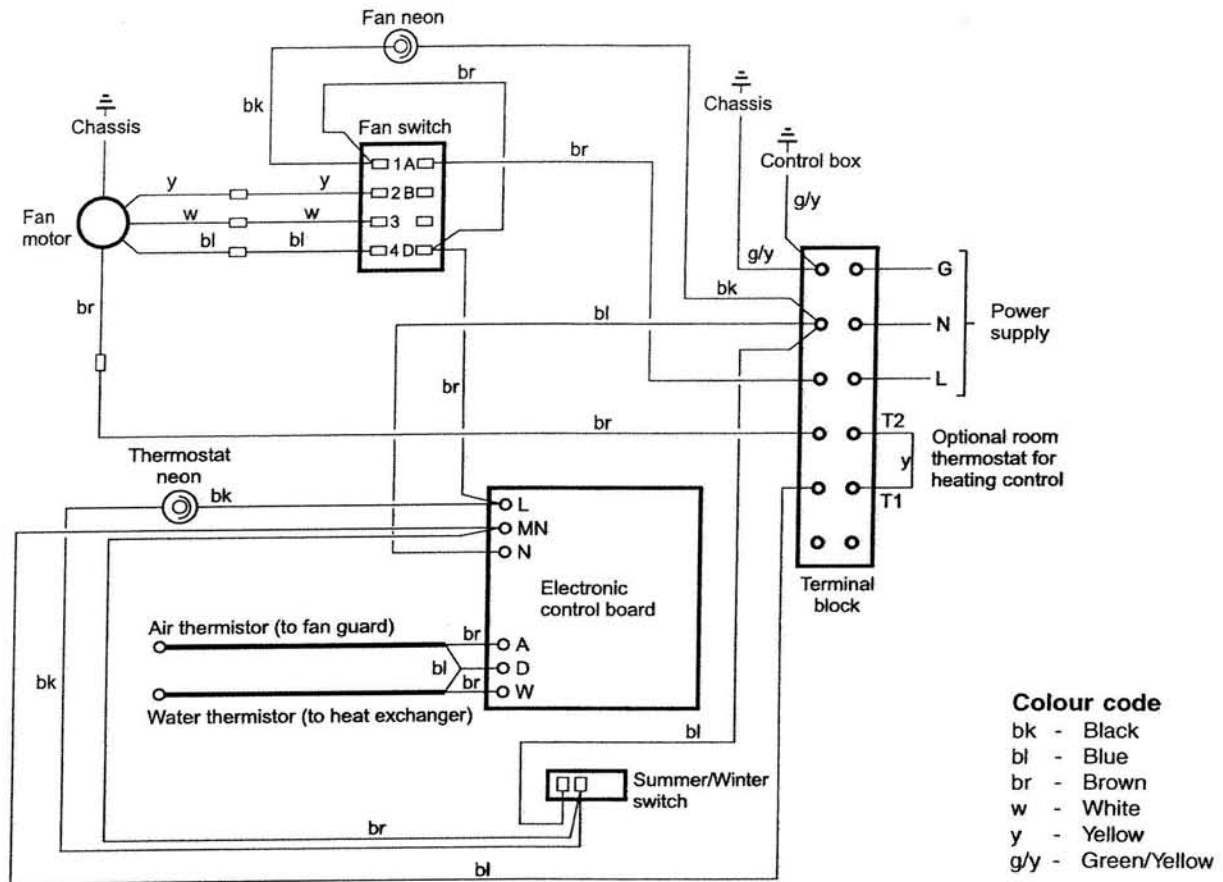 Fan neon
br
bk
Chassis
Chassis
Fan switch
1 A
br
Control box
y
y
2 B
g/y
Fan
motor
w
w
3
bl
bl
4 D
g/y
G
bk
br
bl
N
Power
supply
br
L
br
T2
Optional room
thermostat for
heating control
y
T1
Thermostat
neon
bk
L
MN
N
Electronic
control board
Terminal
block
Air thermistor (to fan guard)
br
A
bl
D
bk
br
W
Water thermistor (to heat exchanger)
bl
Summer/Winter
switch
br
bl
Colour code
bk - Black
bl - Blue
br - Brown
w - White
y - Yellow
g/y - Green/Yellow